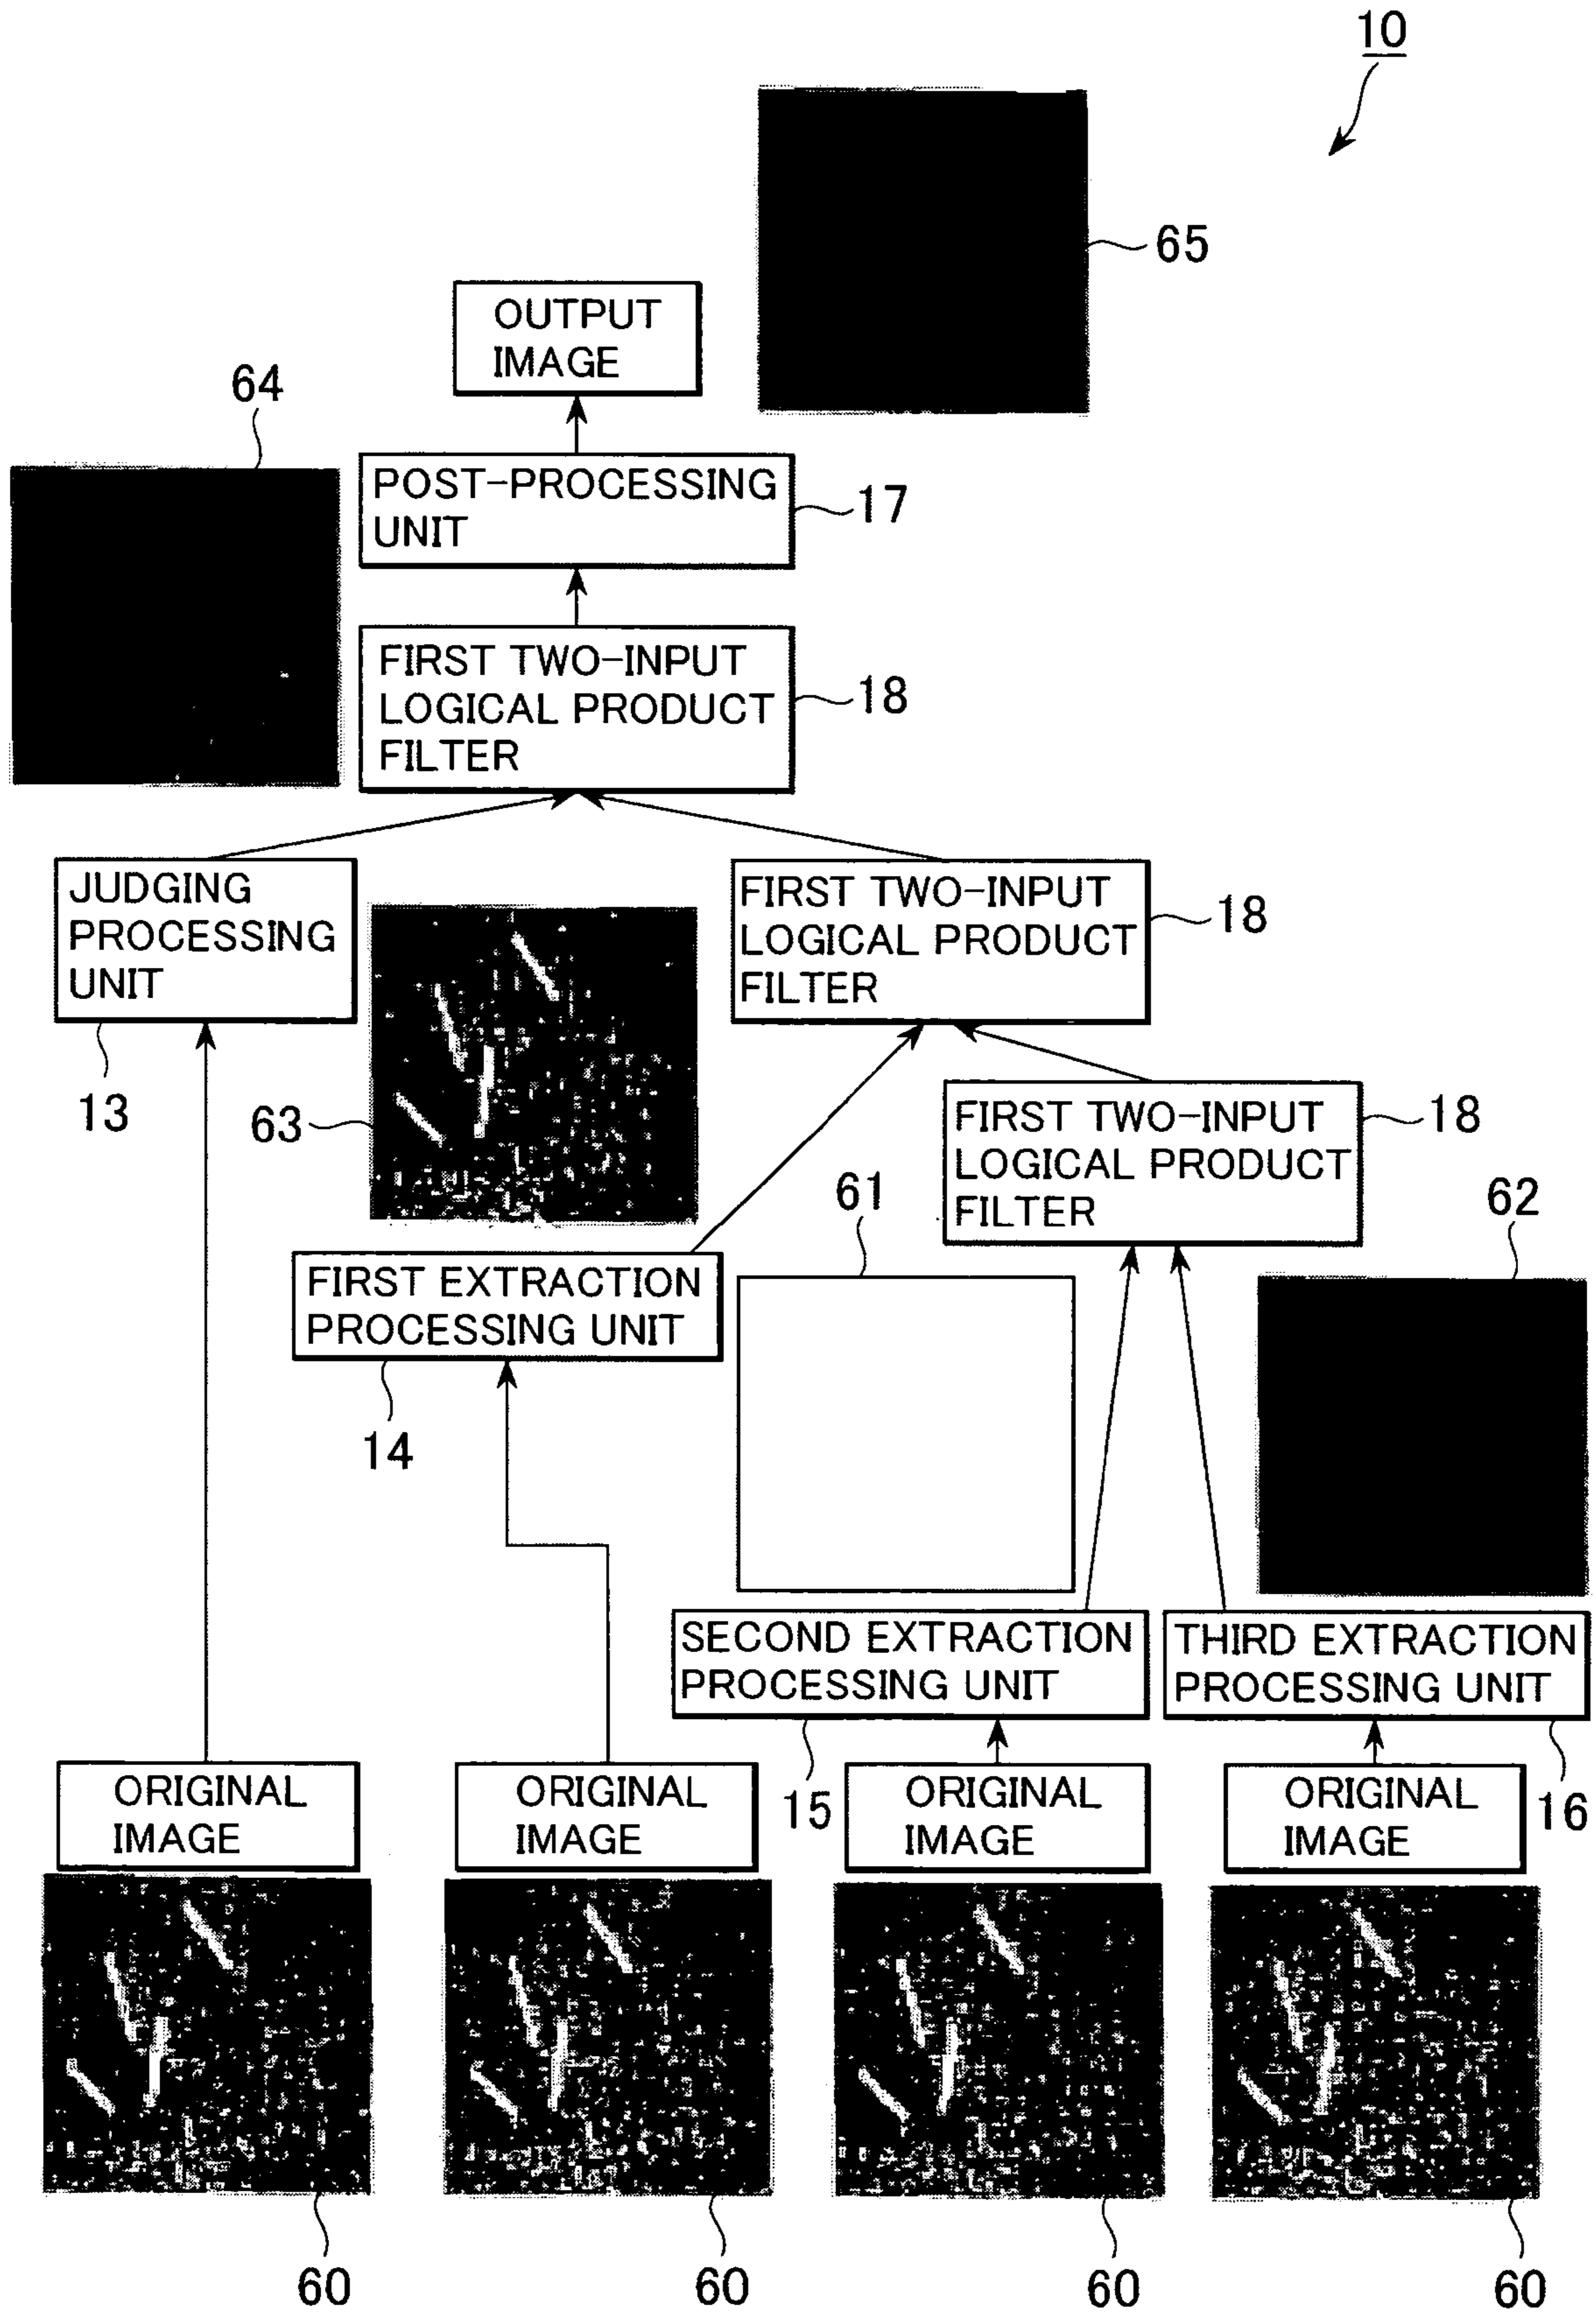 10
65
OUTPUT
IMAGE
64
POST-PROCESSING
UNIT
17
FIRST TWO-INPUT
LOGICAL PRODUCT
FILTER
18
JUDGING
PROCESSING
UNIT
13
FIRST TWO-INPUT
LOGICAL PRODUCT
FILTER
18
63
FIRST TWO-INPUT
LOGICAL PRODUCT
FILTER
18
61
62
FIRST EXTRACTION
PROCESSING UNIT
14
SECOND EXTRACTION
PROCESSING UNIT
15
THIRD EXTRACTION
PROCESSING UNIT
16
ORIGINAL
IMAGE
ORIGINAL
IMAGE
ORIGINAL
IMAGE
ORIGINAL
IMAGE
60
60
60
60